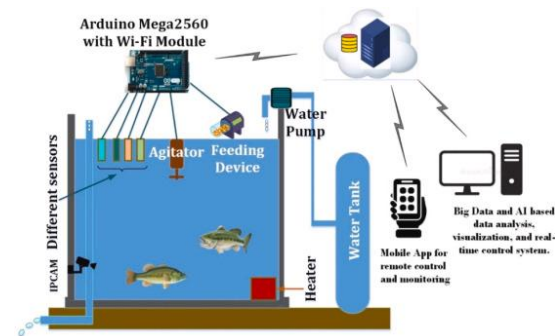 Arduino Mega2560
with Wi-Fi Module
Water
Pump
Agitator
Feeding
Device
Different sensors
IPCAM
Heater
Water Tank
Mobile App for
remote control
and monitoring
Big Data and AI based
data analysis,
visualization, and real-
time control system.